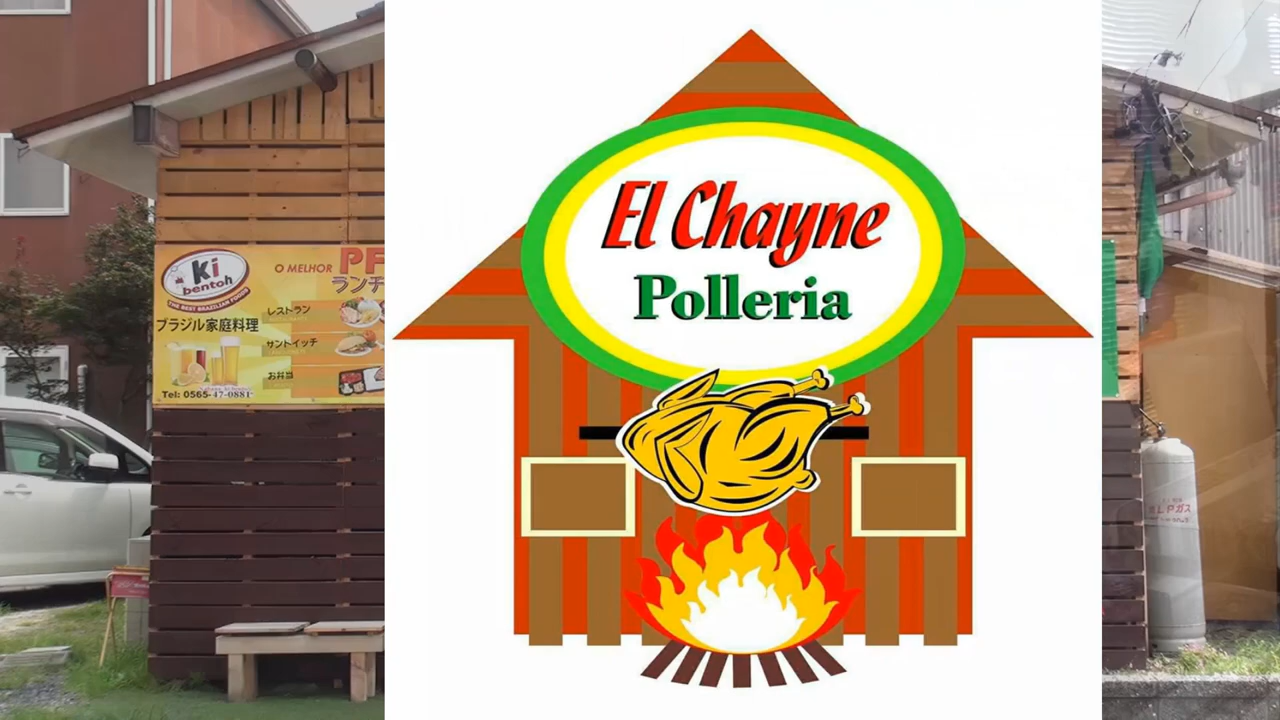 El Chayne
Polleria
Ki
bentoh
THE BEST BRAZILIAN FOODS
ブラジル家庭料理
O MELHOR PF
ランチ
レストラン
サントイッチ
お弁当
Tel: 0565-47-0881
LPガス